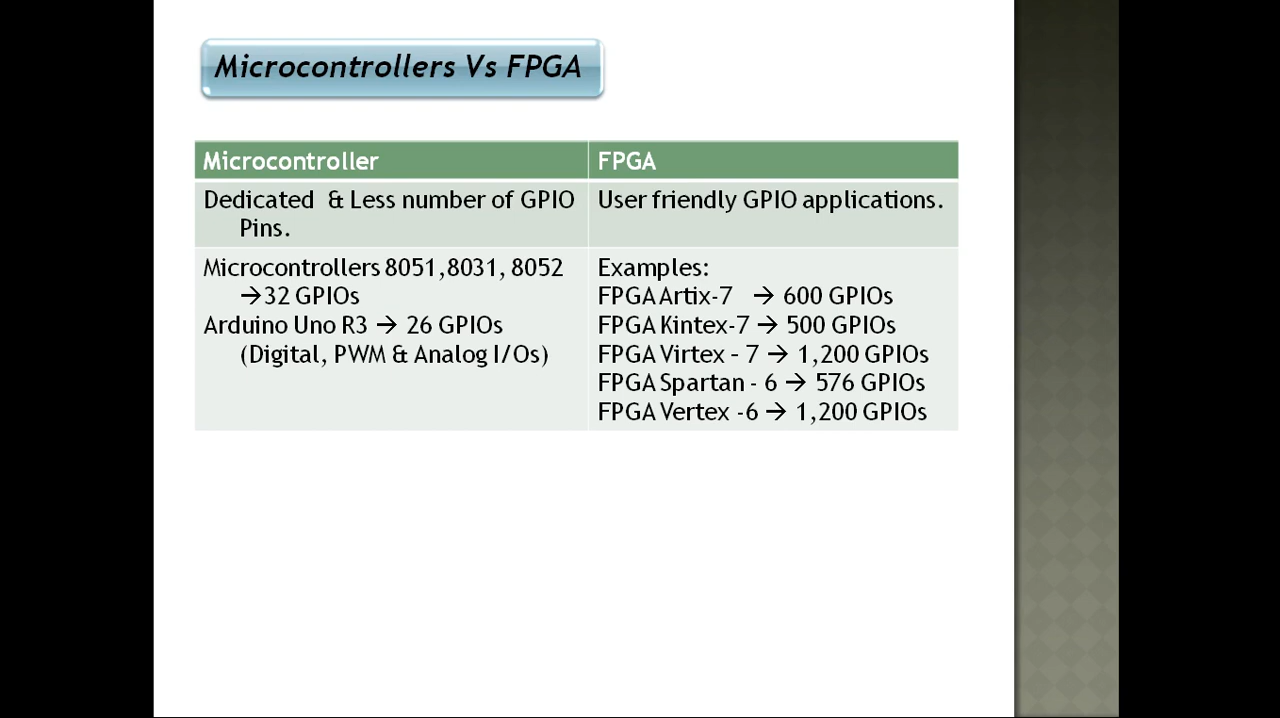 Microcontrollers Vs FPGA
Microcontroller
FPGA
Dedicated & Less number of GPIO
Pins.
User friendly GPIO applications.
Microcontrollers 8051,8031, 8052
→32 GPIOs
Arduino Uno R3 → 26 GPIOs
(Digital, PWM & Analog I/Os)
Examples:
FPGA Artix-7 → 600 GPIOs
FPGA Kintex-7 → 500 GPIOs
FPGA Virtex – 7 → 1,200 GPIOs
FPGA Spartan - 6 → 576 GPIOs
FPGA Vertex -6 → 1,200 GPIOs